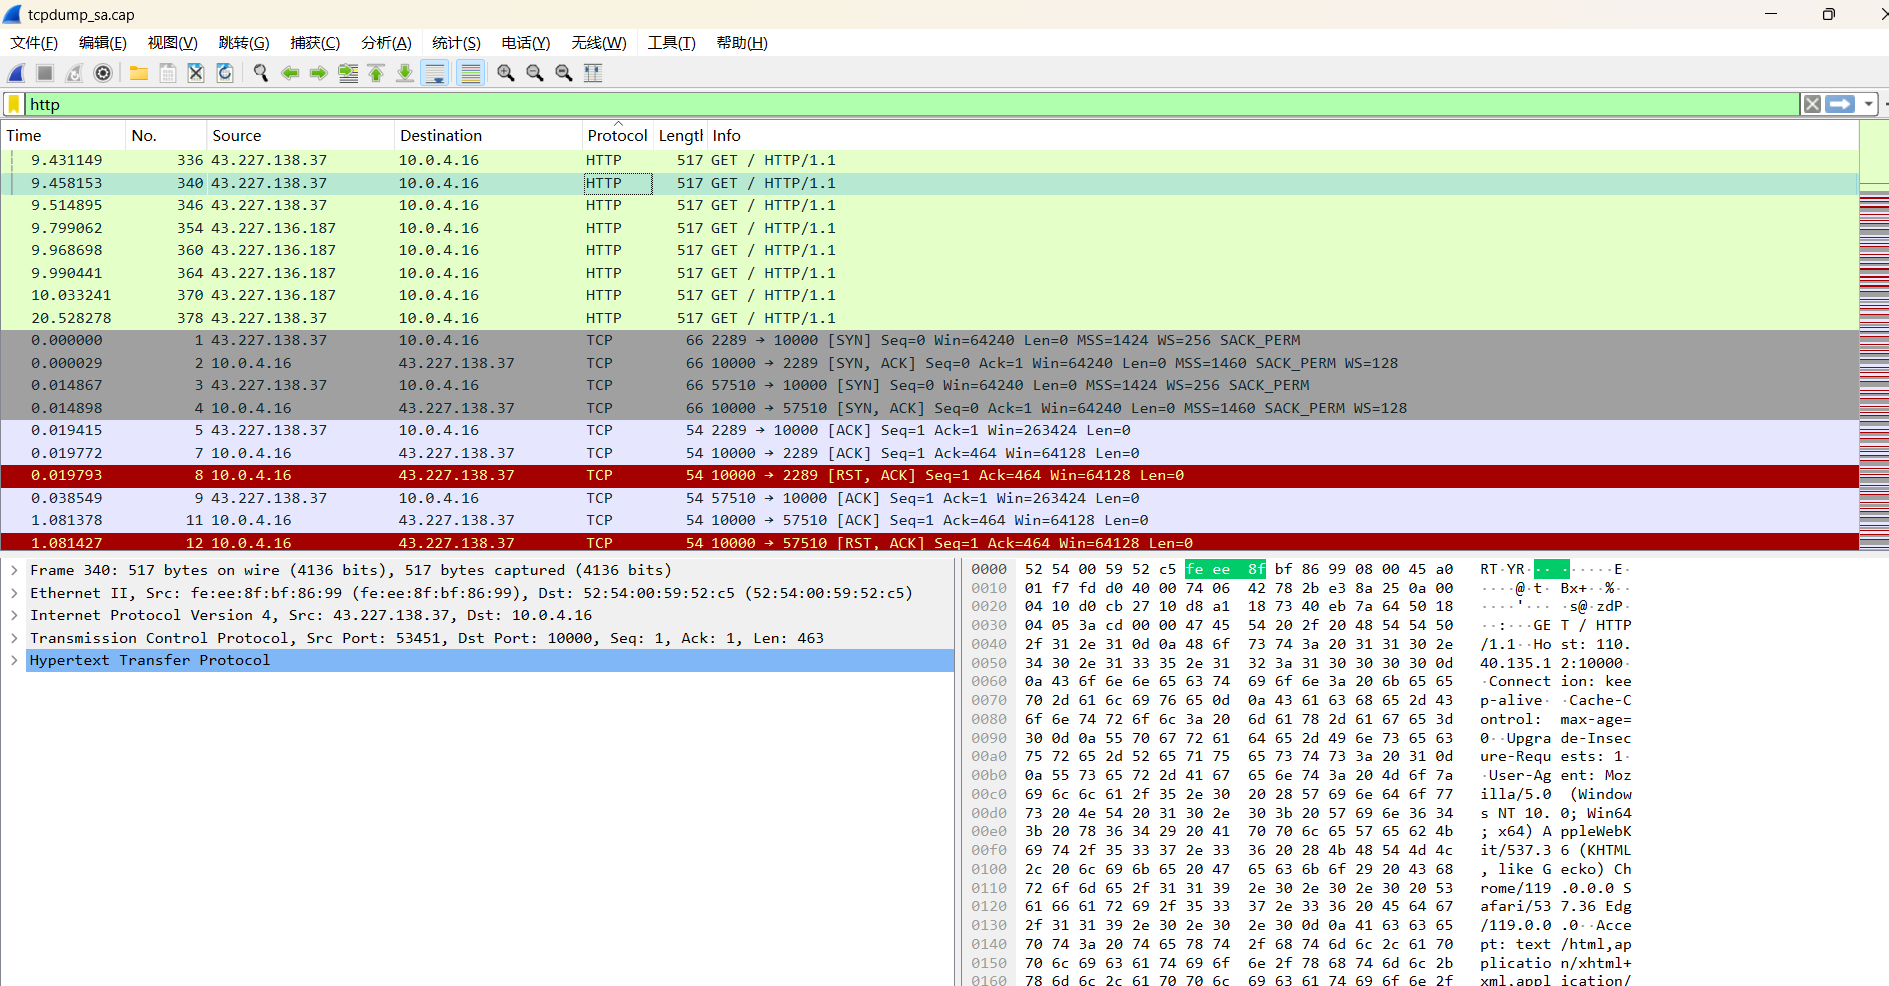 tcpdump_sa.cap
文件(F) 编辑(E) 视图(V) 跳转(G) 捕获(C) 分析(A) 统计(S) 电话(Y) 无线(W) 工具(T) 帮助(H)
http
Time No. Source Destination Protocol Length Info
9.431149 336 43.227.138.37 10.0.4.16 HTTP 517 GET / HTTP/1.1
9.458153 340 43.227.138.37 10.0.4.16 HTTP 517 GET / HTTP/1.1
9.514895 346 43.227.138.37 10.0.4.16 HTTP 517 GET / HTTP/1.1
9.799062 354 43.227.136.187 10.0.4.16 HTTP 517 GET / HTTP/1.1
9.968698 360 43.227.136.187 10.0.4.16 HTTP 517 GET / HTTP/1.1
9.990441 364 43.227.136.187 10.0.4.16 HTTP 517 GET / HTTP/1.1
10.033241 370 43.227.136.187 10.0.4.16 HTTP 517 GET / HTTP/1.1
20.528278 378 43.227.138.37 10.0.4.16 HTTP 517 GET / HTTP/1.1
0.000000 1 43.227.138.37 10.0.4.16 TCP 66 2289 → 10000 [SYN] Seq=0 Win=64240 Len=0 MSS=1424 WS=256 SACK_PERM
0.000029 2 10.0.4.16 43.227.138.37 TCP 66 10000 → 2289 [SYN, ACK] Seq=0 Ack=1 Win=64240 Len=0 MSS=1460 SACK_PERM WS=128
0.014867 3 43.227.138.37 10.0.4.16 TCP 66 57510 → 10000 [SYN] Seq=0 Win=64240 Len=0 MSS=1424 WS=256 SACK_PERM
0.014898 4 10.0.4.16 43.227.138.37 TCP 66 10000 → 57510 [SYN, ACK] Seq=0 Ack=1 Win=64240 Len=0 MSS=1460 SACK_PERM WS=128
0.019415 5 43.227.138.37 10.0.4.16 TCP 54 2289 → 10000 [ACK] Seq=1 Ack=1 Win=263424 Len=0
0.019772 7 10.0.4.16 43.227.138.37 TCP 54 10000 → 2289 [ACK] Seq=1 Ack=464 Win=64128 Len=0
0.019793 8 10.0.4.16 43.227.138.37 TCP 54 10000 → 2289 [RST, ACK] Seq=1 Ack=464 Win=64128 Len=0
0.038549 9 43.227.138.37 10.0.4.16 TCP 54 57510 → 10000 [ACK] Seq=1 Ack=1 Win=263424 Len=0
1.081378 11 10.0.4.16 43.227.138.37 TCP 54 10000 → 57510 [ACK] Seq=1 Ack=464 Win=64128 Len=0
1.081427 12 10.0.4.16 43.227.138.37 TCP 54 10000 → 57510 [RST, ACK] Seq=1 Ack=464 Win=64128 Len=0
Frame 340: 517 bytes on wire (4136 bits), 517 bytes captured (4136 bits)
Ethernet II, Src: fe:ee:8f:bf:86:99 (fe:ee:8f:bf:86:99), Dst: 52:54:00:59:52:c5 (52:54:00:59:52:c5)
Internet Protocol Version 4, Src: 43.227.138.37, Dst: 10.0.4.16
Transmission Control Protocol, Src Port: 53451, Dst Port: 10000, Seq: 1, Ack: 1, Len: 463
Hypertext Transfer Protocol
0000 52 54 00 59 52 c5 fe ee 8f bf 86 99 08 00 45 a0 RT·YR··· ······E·
0010 01 f7 fd d0 40 00 74 06 42 78 2b e3 8a 25 0a 00 ····@·t· Bx+··%··
0020 04 10 d0 cb 27 10 d8 a1 18 73 40 eb 7a 64 50 18 ····'··· ·s@·zdP·
0030 04 05 3a cd 00 00 47 45 54 20 2f 20 48 54 54 50 ··:···GE T / HTTP
0040 2f 31 2e 31 0d 0a 48 6f 73 74 3a 20 31 31 30 2e /1.1··Ho st: 110.
0050 34 30 2e 31 33 35 2e 31 32 3a 31 30 30 30 30 0d 40.135.1 2:10000·
0060 0a 43 6f 6e 6e 65 63 74 69 6f 6e 3a 20 6b 65 65 ·Connect ion: kee
0070 70 2d 61 6c 69 76 65 0d 0a 43 61 63 68 65 2d 43 p-alive· ·Cache-C
0080 6f 6e 74 72 6f 6c 3a 20 6d 61 78 2d 61 67 65 3d ontrol: max-age=
0090 30 0d 0a 55 70 67 72 61 64 65 2d 49 6e 73 65 63 0··Upgra de-Insec
00a0 75 72 65 2d 52 65 71 75 65 73 74 73 3a 20 31 0d ure-Requ ests: 1·
00b0 0a 55 73 65 72 2d 41 67 65 6e 74 3a 20 4d 6f 7a ·User-Ag ent: Moz
00c0 69 6c 6c 61 2f 35 2e 30 20 28 57 69 6e 64 6f 77 illa/5.0 (Window
00d0 73 20 4e 54 20 31 30 2e 30 3b 20 57 69 6e 36 34 s NT 10. 0; Win64
00e0 3b 20 78 36 34 29 20 41 70 70 6c 65 57 65 62 4b ; x64) A ppleWebK
00f0 69 74 2f 35 33 37 2e 33 36 20 28 4b 48 54 4d 4c it/537.3 6 (KHTML
0100 2c 20 6c 69 6b 65 20 47 65 63 6b 6f 29 20 43 68 , like G ecko) Ch
0110 72 6f 6d 65 2f 31 31 39 2e 30 2e 30 2e 30 20 53 rome/119 .0.0.0 S
0120 61 66 61 72 69 2f 35 33 37 2e 33 36 20 45 64 67 afari/53 7.36 Edg
0130 2f 31 31 39 2e 30 2e 30 2e 30 0d 0a 41 63 63 65 /119.0.0 .0··Acce
0140 70 74 3a 20 74 65 78 74 2f 68 74 6d 6c 2c 61 70 pt: text /html,ap
0150 70 6c 69 63 61 74 69 6f 6e 2f 78 68 74 6d 6c 2b plicatio n/xhtml+
0160 78 6d 6c 2c 61 70 70 6c 69 63 61 74 69 6f 6e 2f xml,appl ication/